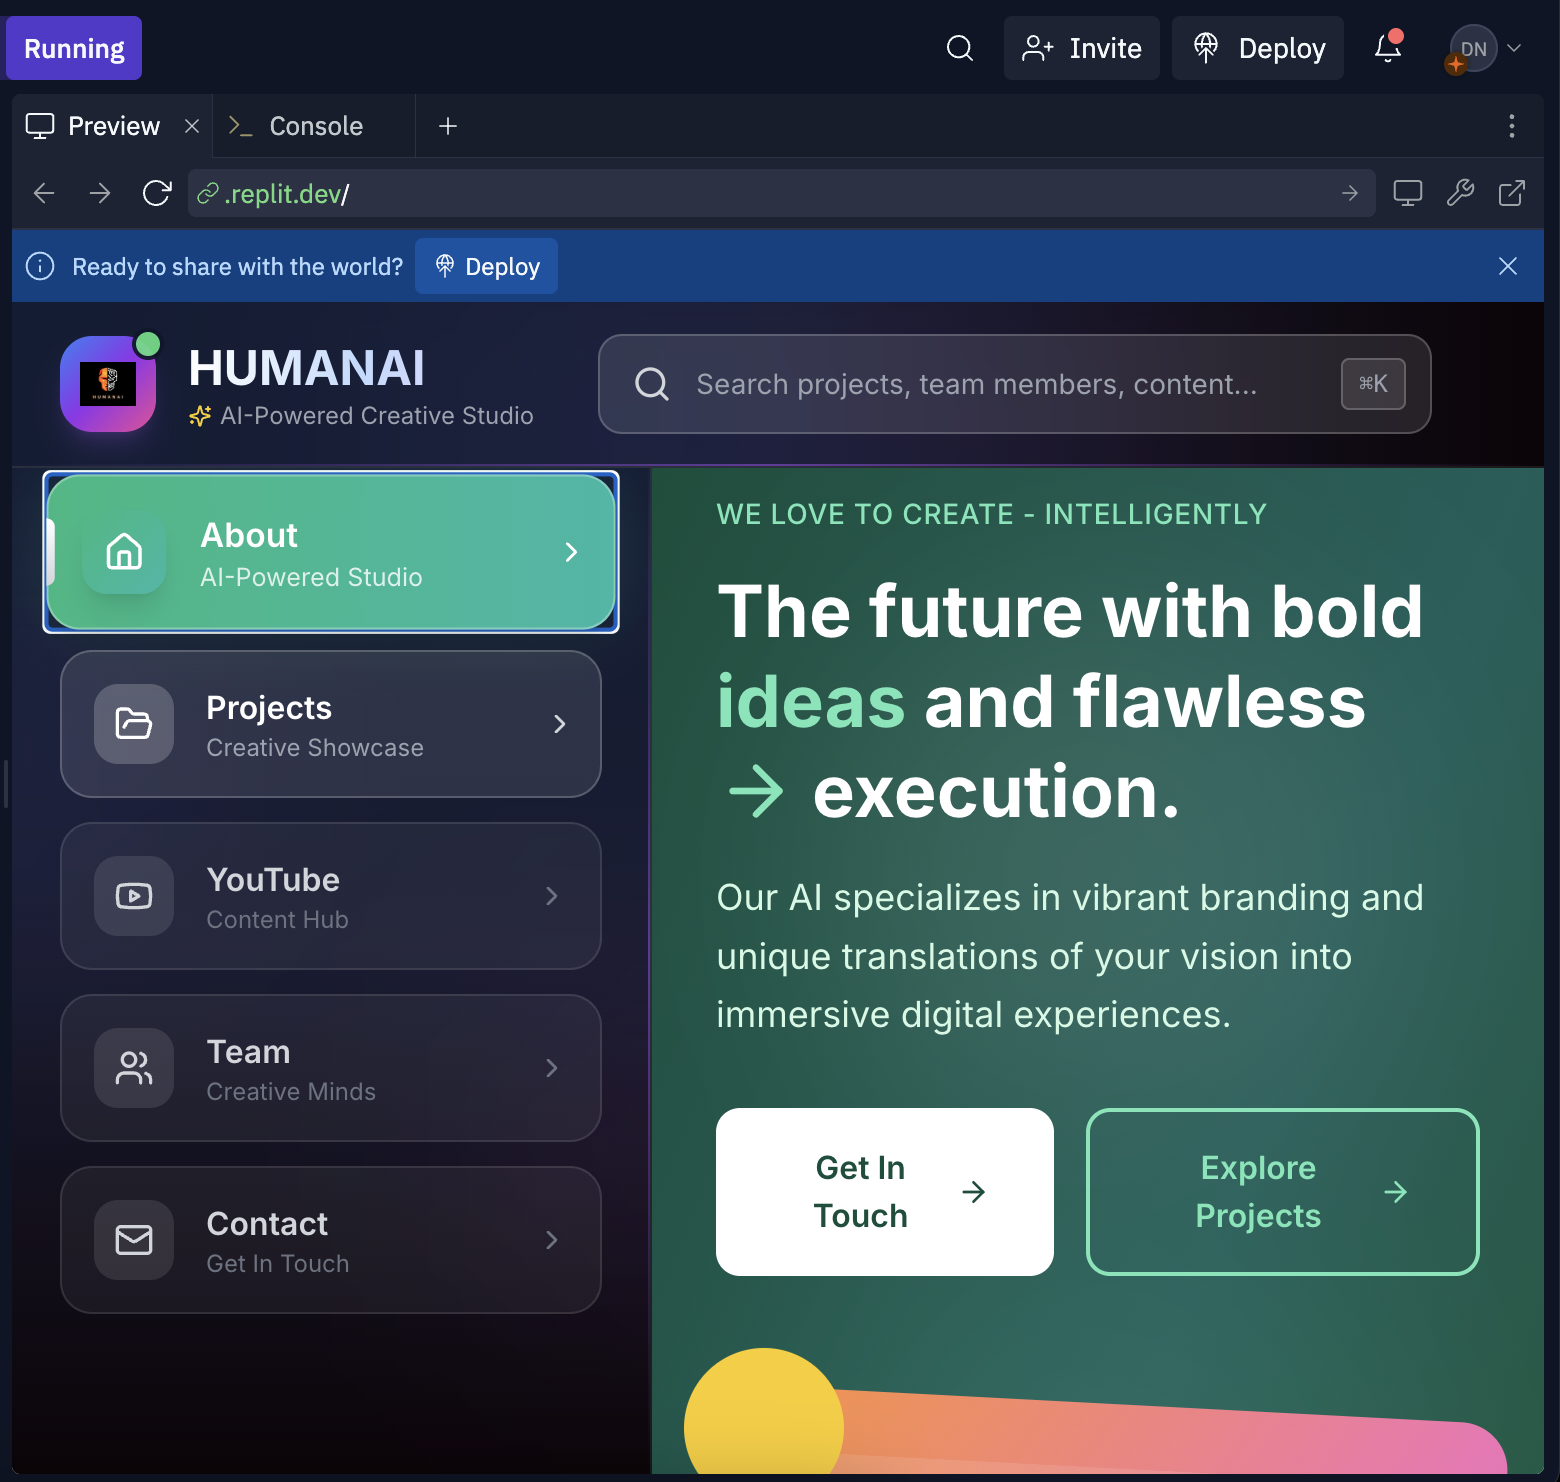 Running
Invite
Deploy
DN
Preview
Console
.replit.dev/
Ready to share with the world?
Deploy
HUMANAI
HUMANAI
AI-Powered Creative Studio
Search projects, team members, content...
⌘K
About
AI-Powered Studio
Projects
Creative Showcase
YouTube
Content Hub
Team
Creative Minds
Contact
Get In Touch
WE LOVE TO CREATE - INTELLIGENTLY
The future with bold
ideas and flawless
→ execution.
Our AI specializes in vibrant branding and
unique translations of your vision into
immersive digital experiences.
Get In
Touch
Explore
Projects